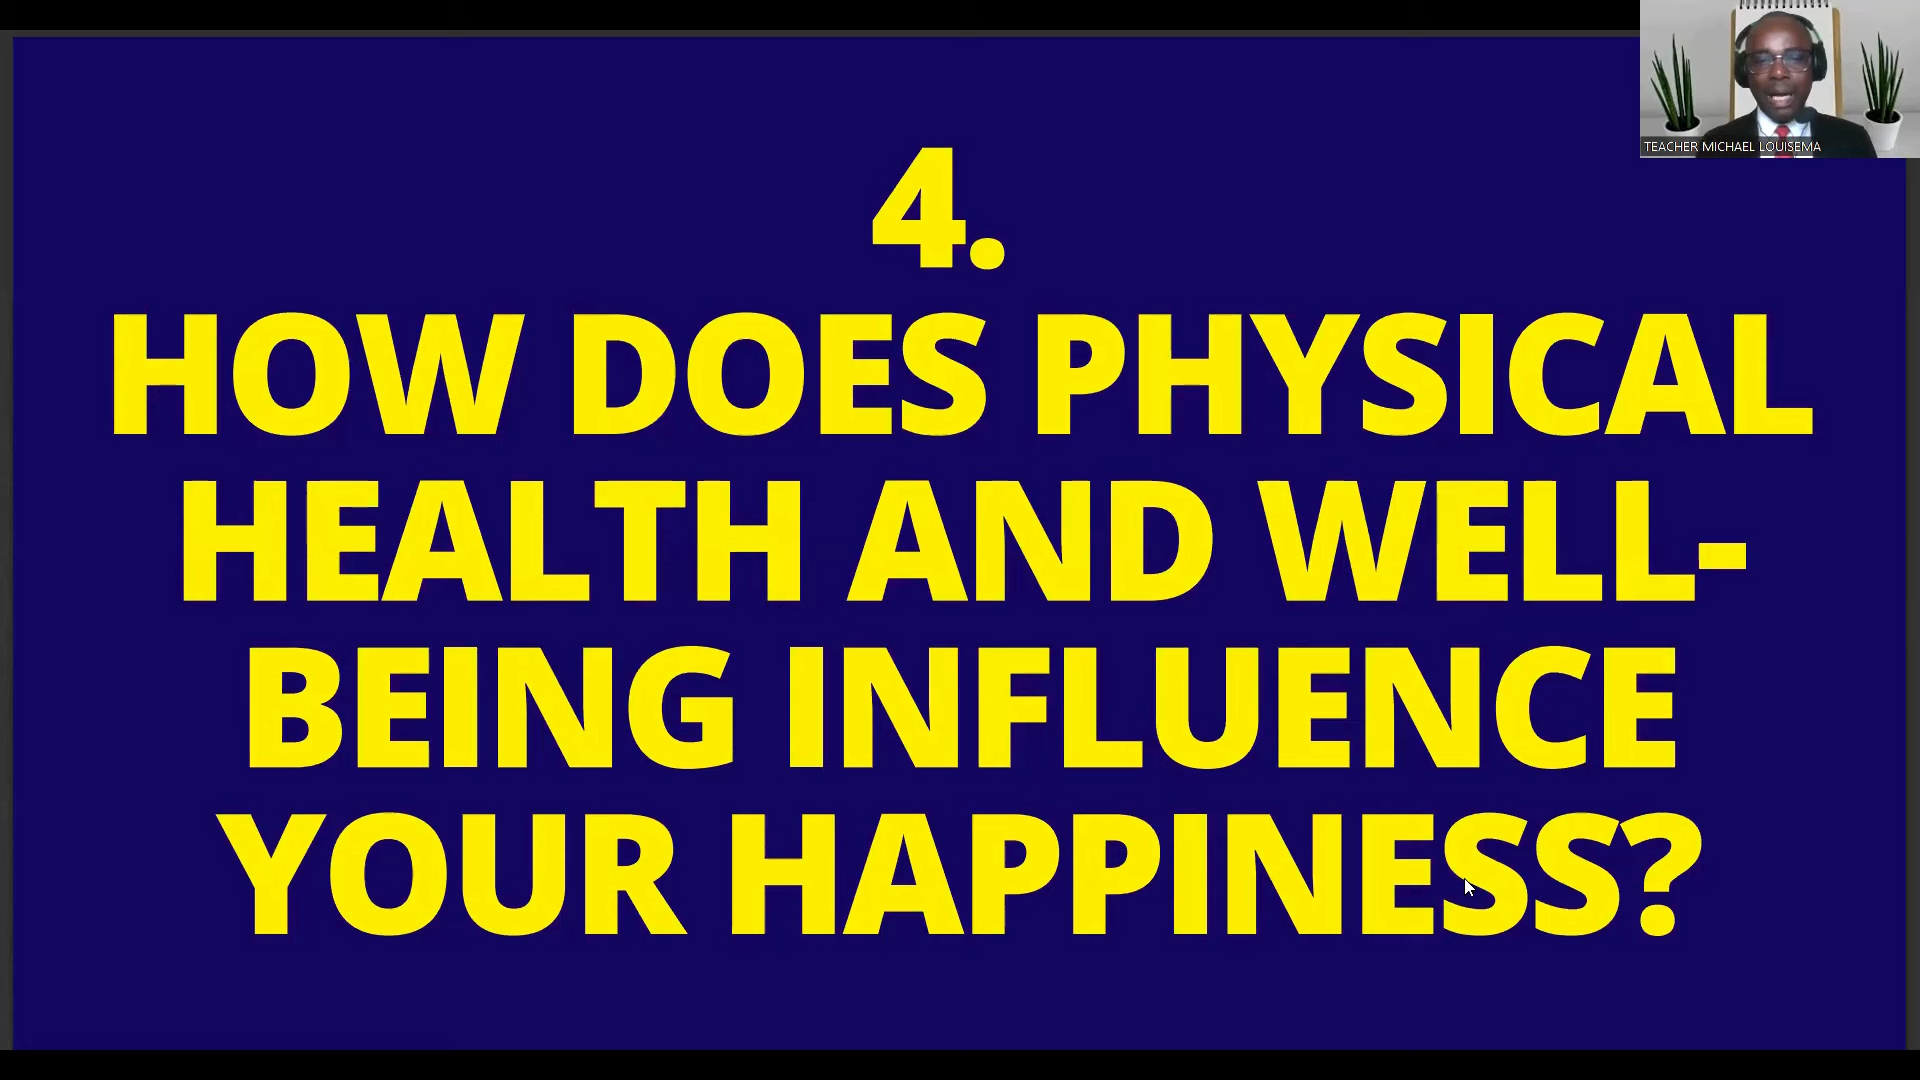 TEACHER MICHAEL LOUISEMA
4.
HOW DOES PHYSICAL
HEALTH AND WELL-
BEING INFLUENCE
YOUR HAPPINESS?